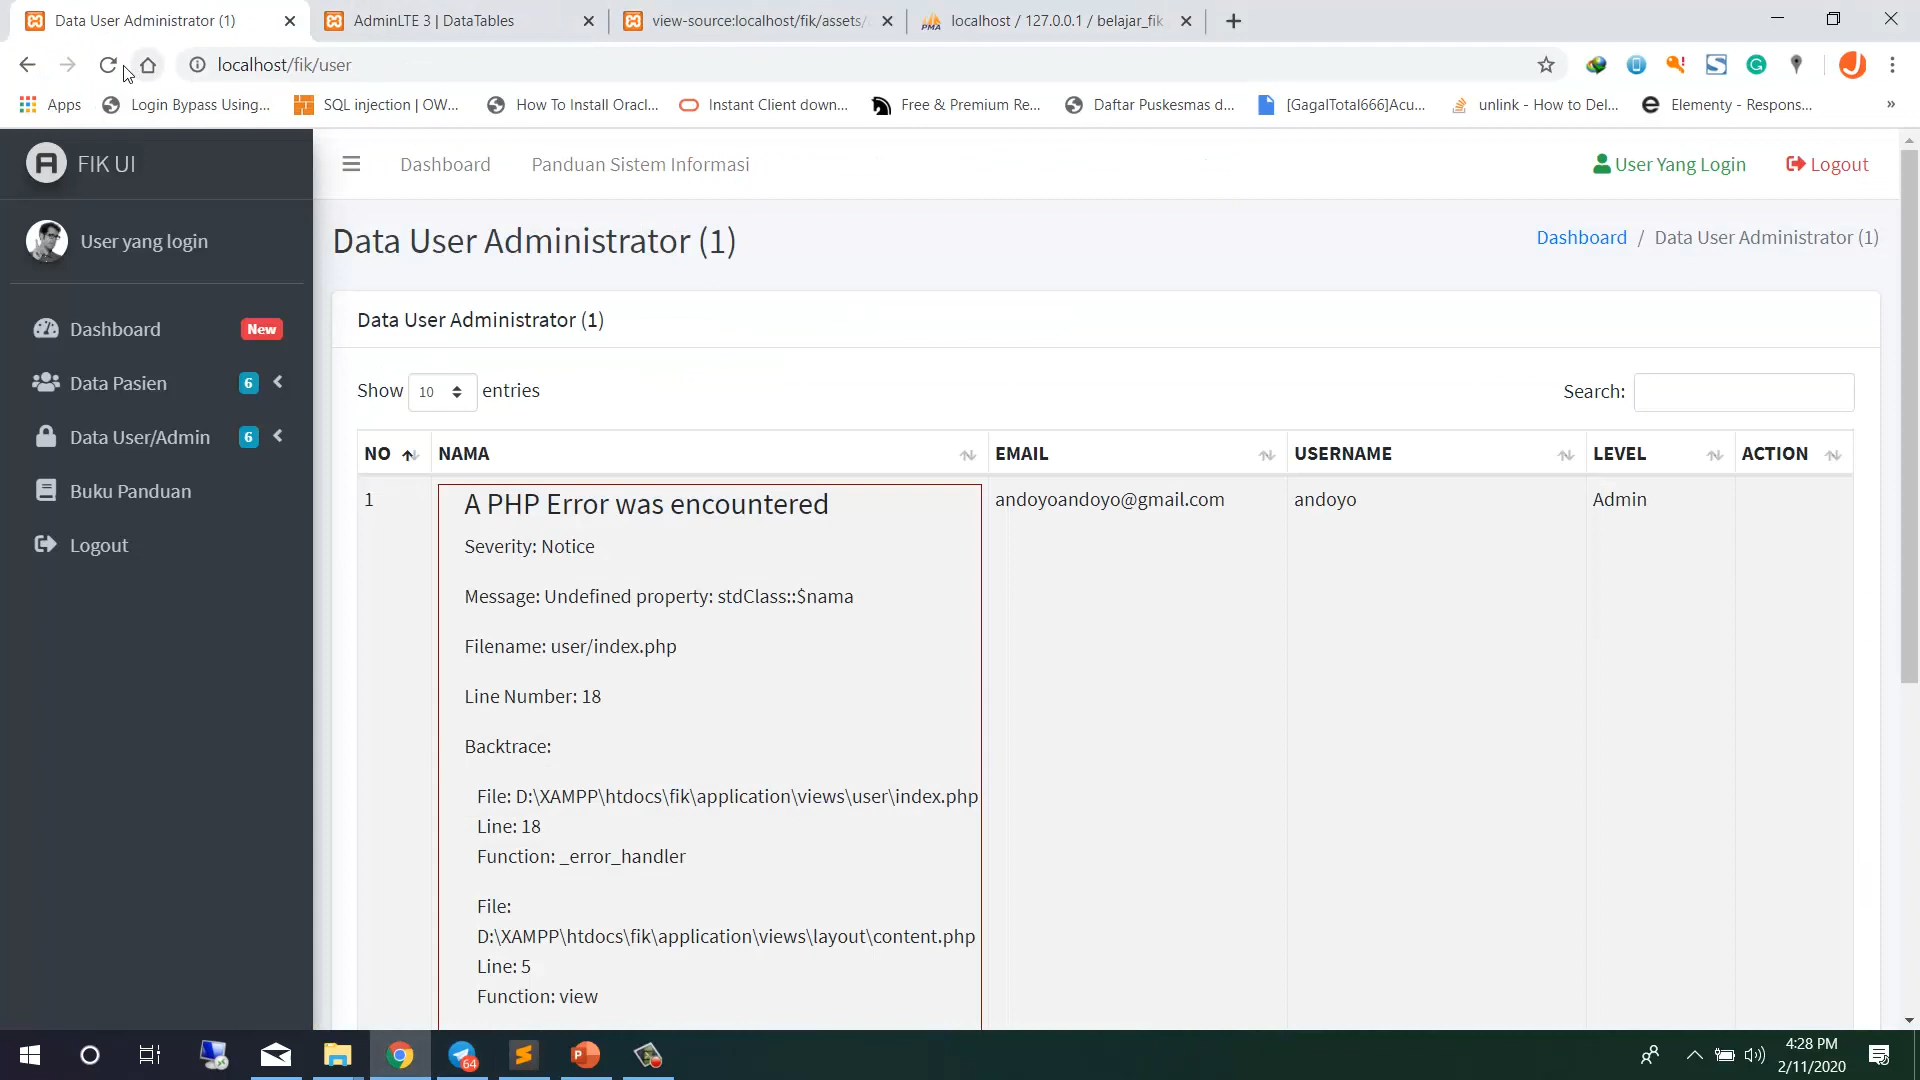 Data User Administrator (1)
AdminLTE 3 | DataTables
view-source:localhost/fik/assets/
localhost / 127.0.0.1 / belajar_fik
localhost/fik/user
Apps
Login Bypass Using...
SQL injection | OW...
How To Install Oracl...
Instant Client down...
Free & Premium Re...
Daftar Puskesmas d...
[GagalTotal666]Acu...
unlink - How to Del...
Elementy - Respons...
»
FIK UI
Dashboard
Panduan Sistem Informasi
User Yang Login
Logout
User yang login
Dashboard
New
Data Pasien
6
Data User/Admin
6
Buku Panduan
Logout
Data User Administrator (1)
Dashboard / Data User Administrator (1)
Data User Administrator (1)
Show 10 entries
Search:
NO
NAMA
EMAIL
USERNAME
LEVEL
ACTION
1
A PHP Error was encountered
Severity: Notice
Message: Undefined property: stdClass::$nama
Filename: user/index.php
Line Number: 18
Backtrace:
File: D:\XAMPP\htdocs\fik\application\views\user\index.php
Line: 18
Function: _error_handler
File:
D:\XAMPP\htdocs\fik\application\views\layout\content.php
Line: 5
Function: view
andoyoandoyo@gmail.com
andoyo
Admin
64
4:28 PM
2/11/2020